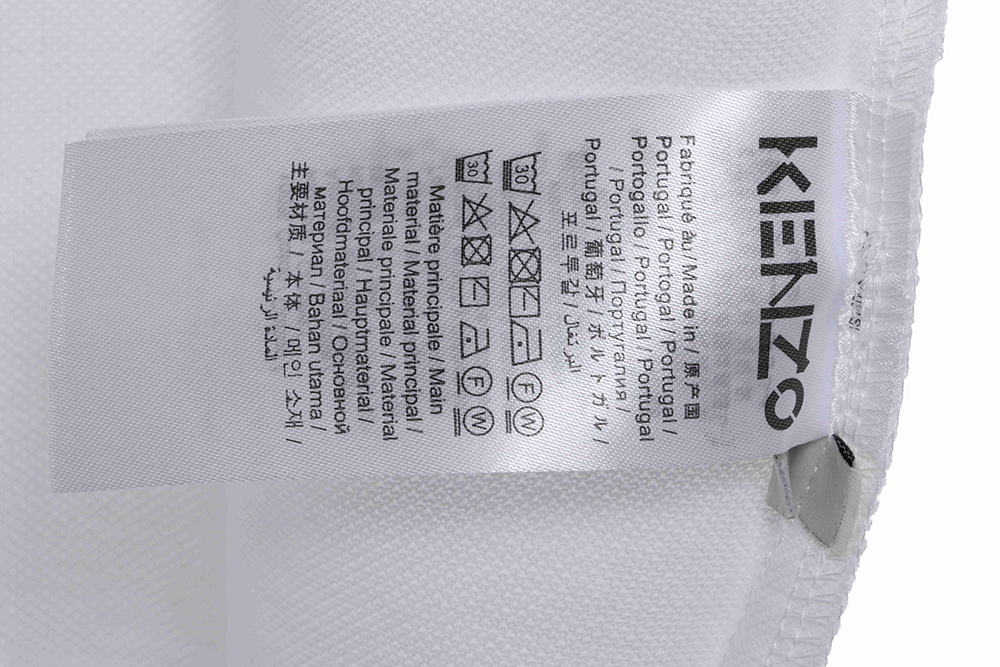 KENZO
Fabriqué àu / Made in / 原产国
Portugal / Portogal / Portugal /
Portogallo / Portugal / Portugal
/ Portugal / Португалия /
Portugal / 葡萄牙 / ポルトガル /
포르투갈 / البرتغال
30 F W
30 F W
Matière principale / Main
material / Material principal /
Materiale principale / Material
principal / Hauptmaterial /
Hoofdmateriaal / Основной
материал / Bahan utama /
主要材质 / 本体 / 메인 소재 /
المادة الرئيسية